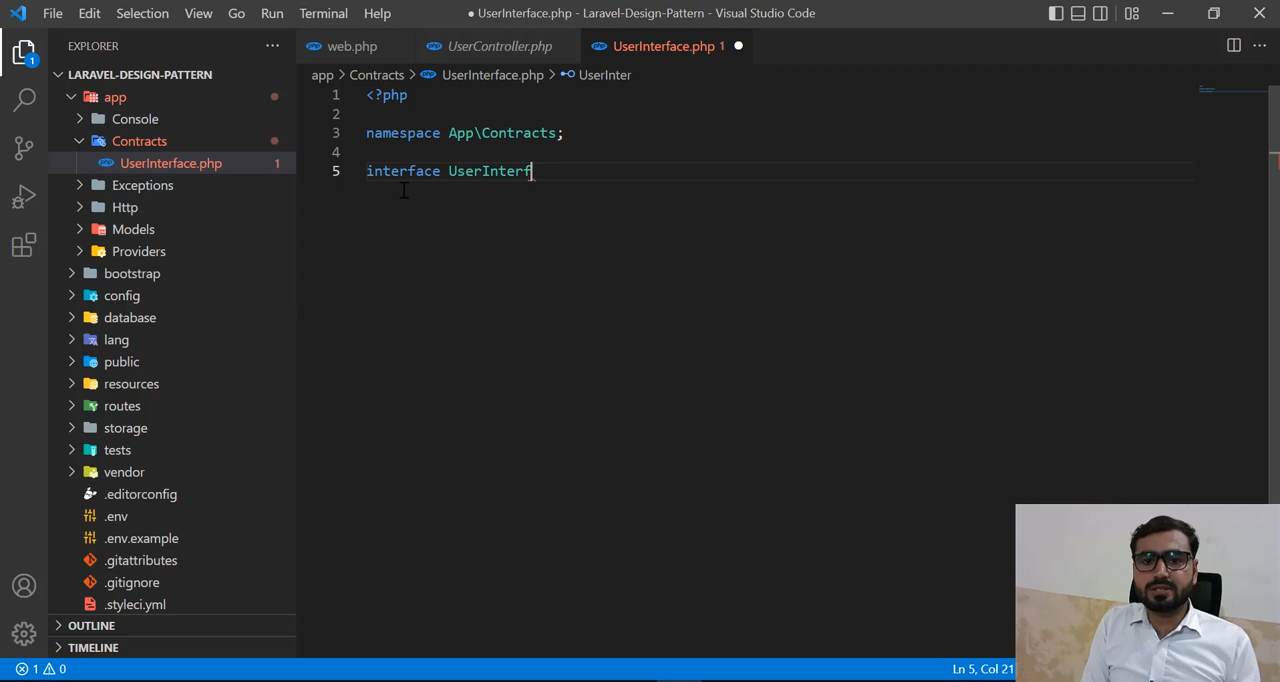 File Edit Selection View Go Run Terminal Help
● UserInterface.php - Laravel-Design-Pattern - Visual Studio Code
EXPLORER
web.php
UserController.php
UserInterface.php 1
LARAVEL-DESIGN-PATTERN
app > Contracts > UserInterface.php > UserInter
app
Console
Contracts
UserInterface.php 1
Exceptions
Http
Models
Providers
bootstrap
config
database
lang
public
resources
routes
storage
tests
vendor
.editorconfig
.env
.env.example
.gitattributes
.gitignore
.styleci.yml
OUTLINE
TIMELINE
1 <?php
2
3 namespace App\Contracts;
4
5 interface UserInterf
1
1 0
Ln 5, Col 21